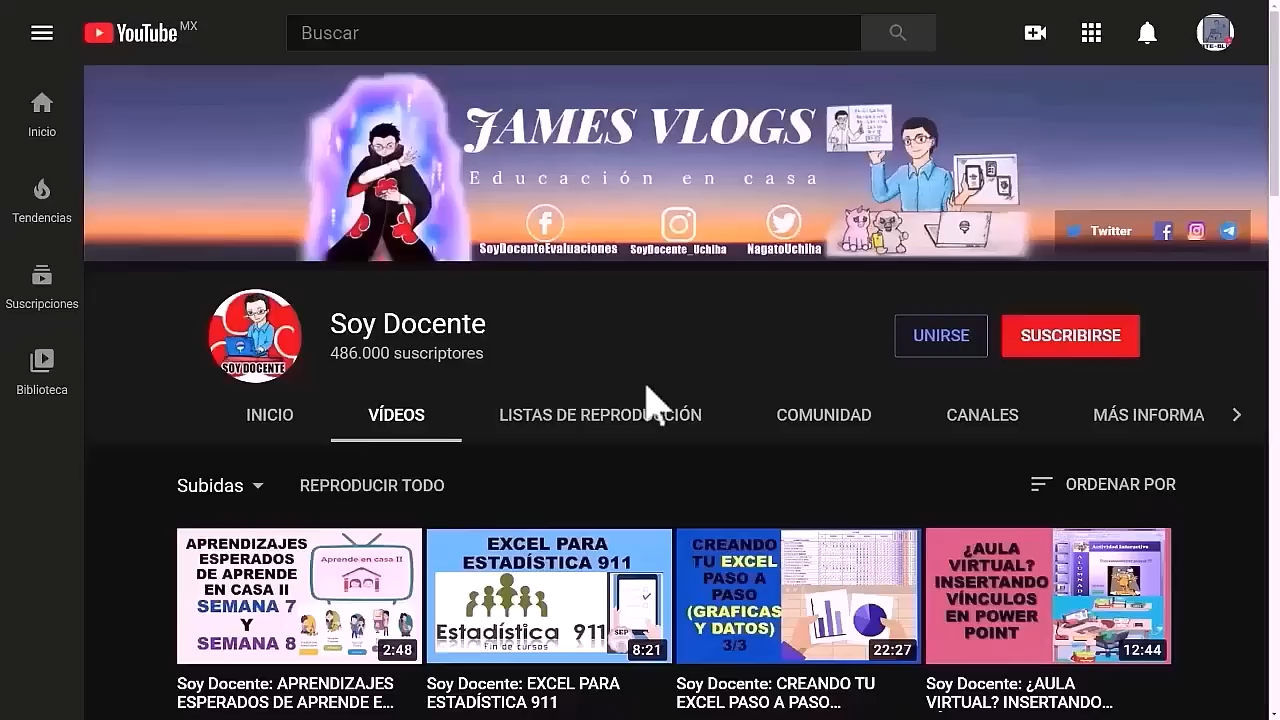 YouTube MX
Buscar
Inicio
Tendencias
Suscripciones
Biblioteca
JAMES VLOGS
Educación en casa
SoyDocenteEvaluaciones
SoyDocente_Uchiha
NagatoUchiha
Twitter
SOY DOCENTE
Soy Docente
486.000 suscriptores
UNIRSE
SUSCRIBIRSE
INICIO
VÍDEOS
LISTAS DE REPRODUCCIÓN
COMUNIDAD
CANALES
MÁS INFORMA
Subidas
REPRODUCIR TODO
ORDENAR POR
APRENDIZAJES
ESPERADOS
DE APRENDE
EN CASA II
SEMANA 7
Y
SEMANA 8
Aprende en casa II
2:48
EXCEL PARA
ESTADÍSTICA 911
Estadística 911
fin de cursos
SEP
8:21
CREANDO
TU EXCEL
PASO A
PASO
(GRAFICAS
Y DATOS)
3/3
22:27
¿AULA
VIRTUAL?
INSERTANDO
VÍNCULOS
EN POWER
POINT
Actividad Interactiva
12:44
Soy Docente: APRENDIZAJES
ESPERADOS DE APRENDE E...
Soy Docente: EXCEL PARA
ESTADÍSTICA 911
Soy Docente: CREANDO TU
EXCEL PASO A PASO...
Soy Docente: ¿AULA
VIRTUAL? INSERTANDO...